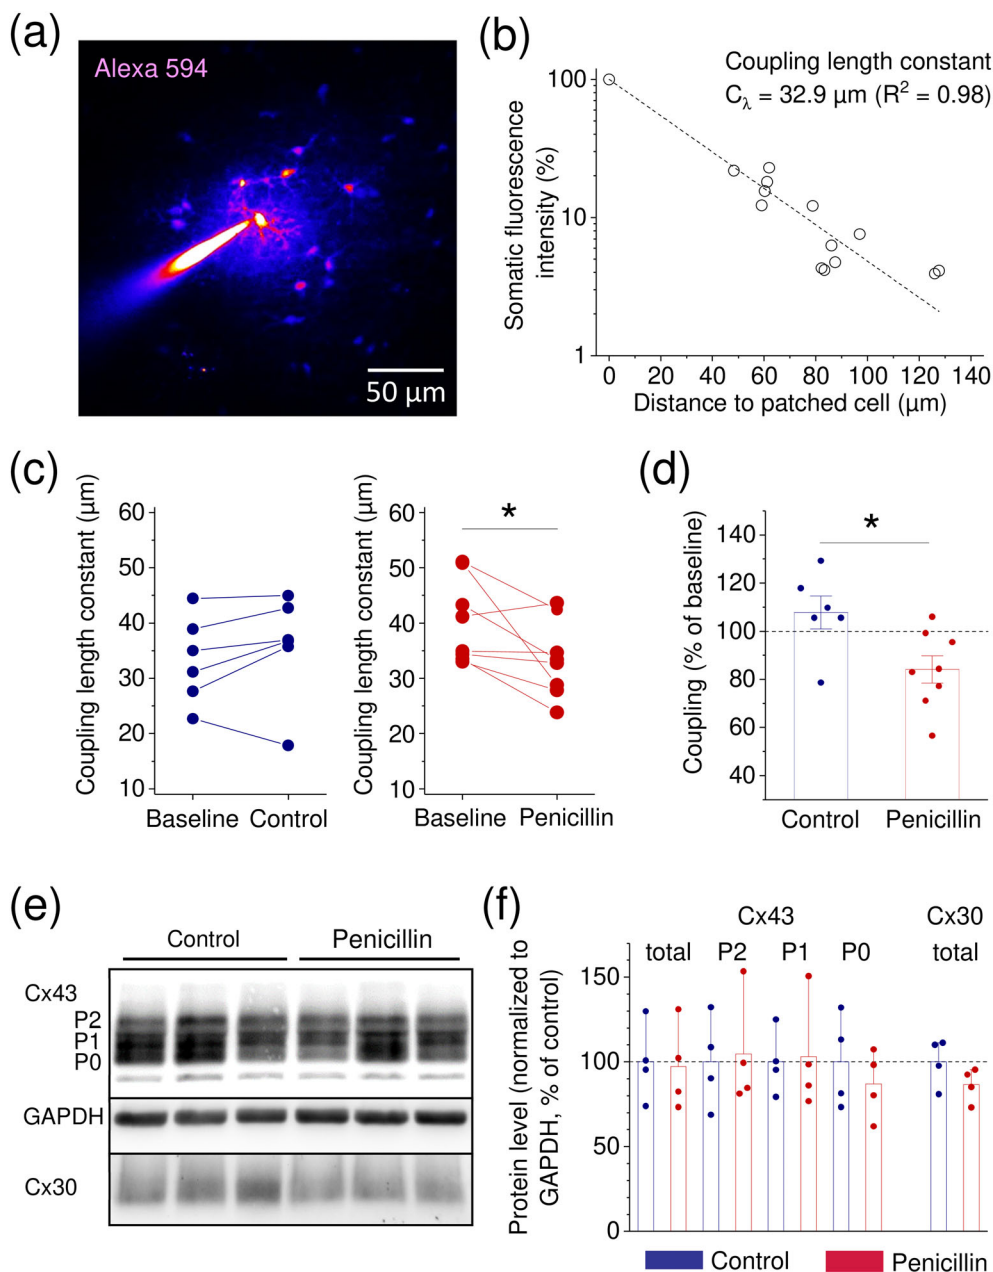 (a)
Alexa 594
50 µm
(b)
Coupling length constant
Cλ = 32.9 µm (R² = 0.98)
Somatic fluorescence
intensity (%)
100
10
1
0 20 40 60 80 100 120 140
Distance to patched cell (µm)
(c)
Coupling length constant (µm)
60
50
40
30
20
10
Baseline Control
Coupling length constant (µm)
60
50
40
30
20
10
*
Baseline Penicillin
(d)
Coupling (% of baseline)
140
120
100
80
60
40
*
Control Penicillin
(e)
Control Penicillin
Cx43
P2
P1
P0
GAPDH
Cx30
(f)
Cx43 Cx30
total P2 P1 P0 total
Protein level (normalized to
GAPDH, % of control)
150
100
50
0
Control Penicillin